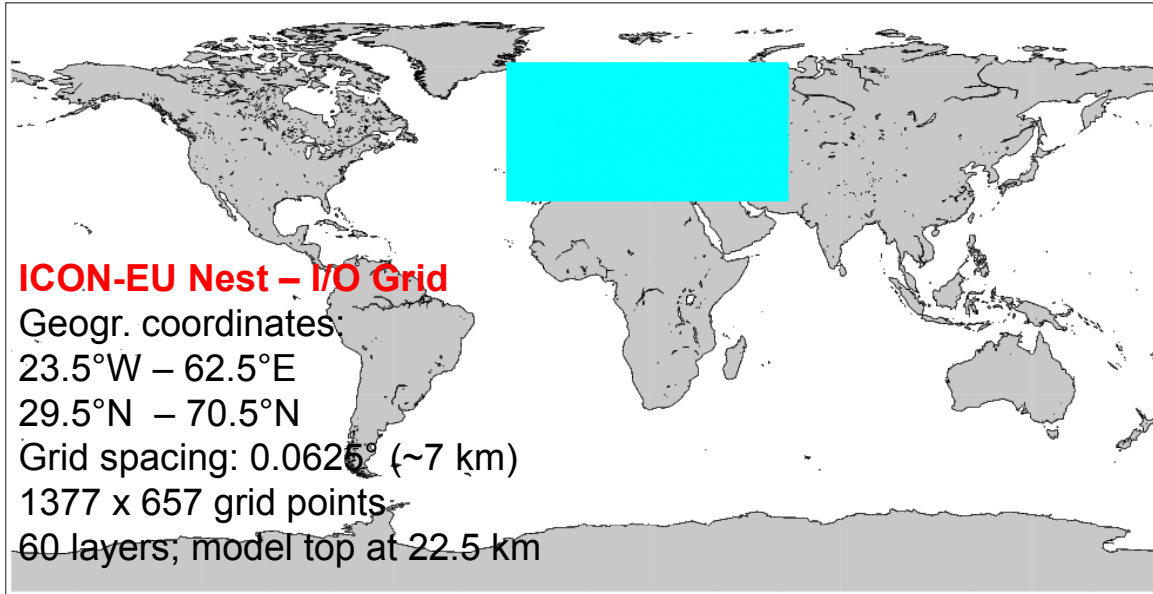 ICON-EU Nest – I/O Grid
Geogr. coordinates:
23.5°W – 62.5°E
29.5°N – 70.5°N
Grid spacing: 0.0625° (~7 km)
1377 x 657 grid points
60 layers; model top at 22.5 km